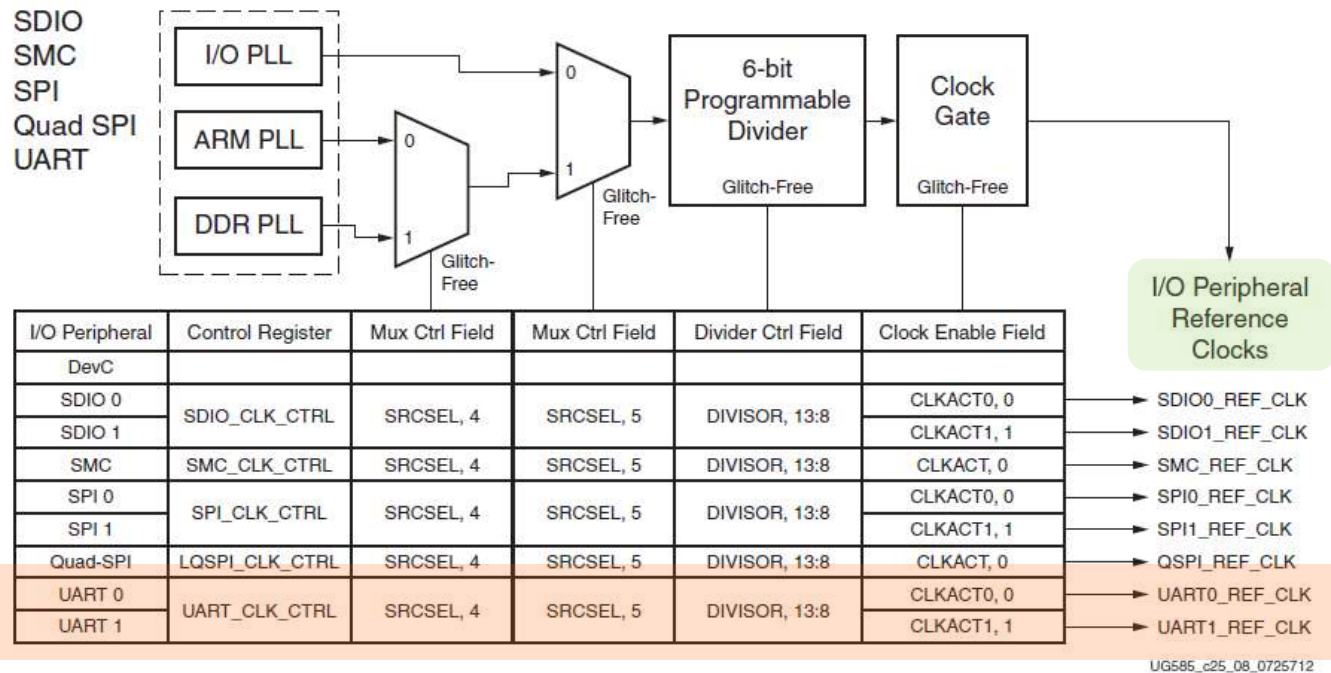 SDIO
SMC
SPI
Quad SPI
UART
I/O PLL
ARM PLL
DDR PLL
0
1
Glitch-
Free
0
1
Glitch-
Free
6-bit
Programmable
Divider
Glitch-Free
Clock
Gate
Glitch-Free
I/O Peripheral
Reference
Clocks
I/O Peripheral Control Register Mux Ctrl Field Mux Ctrl Field Divider Ctrl Field Clock Enable Field
DevC
SDIO 0 SDIO_CLK_CTRL SRCSEL, 4 SRCSEL, 5 DIVISOR, 13:8 CLKACT0, 0 SDIO0_REF_CLK
SDIO 1 CLKACT1, 1 SDIO1_REF_CLK
SMC SMC_CLK_CTRL SRCSEL, 4 SRCSEL, 5 DIVISOR, 13:8 CLKACT, 0 SMC_REF_CLK
SPI 0 SPI_CLK_CTRL SRCSEL, 4 SRCSEL, 5 DIVISOR, 13:8 CLKACT0, 0 SPI0_REF_CLK
SPI 1 CLKACT1, 1 SPI1_REF_CLK
Quad-SPI LQSPI_CLK_CTRL SRCSEL, 4 SRCSEL, 5 DIVISOR, 13:8 CLKACT, 0 QSPI_REF_CLK
UART 0 UART_CLK_CTRL SRCSEL, 4 SRCSEL, 5 DIVISOR, 13:8 CLKACT0, 0 UART0_REF_CLK
UART 1 CLKACT1, 1 UART1_REF_CLK
UG585_c25_08_0725712